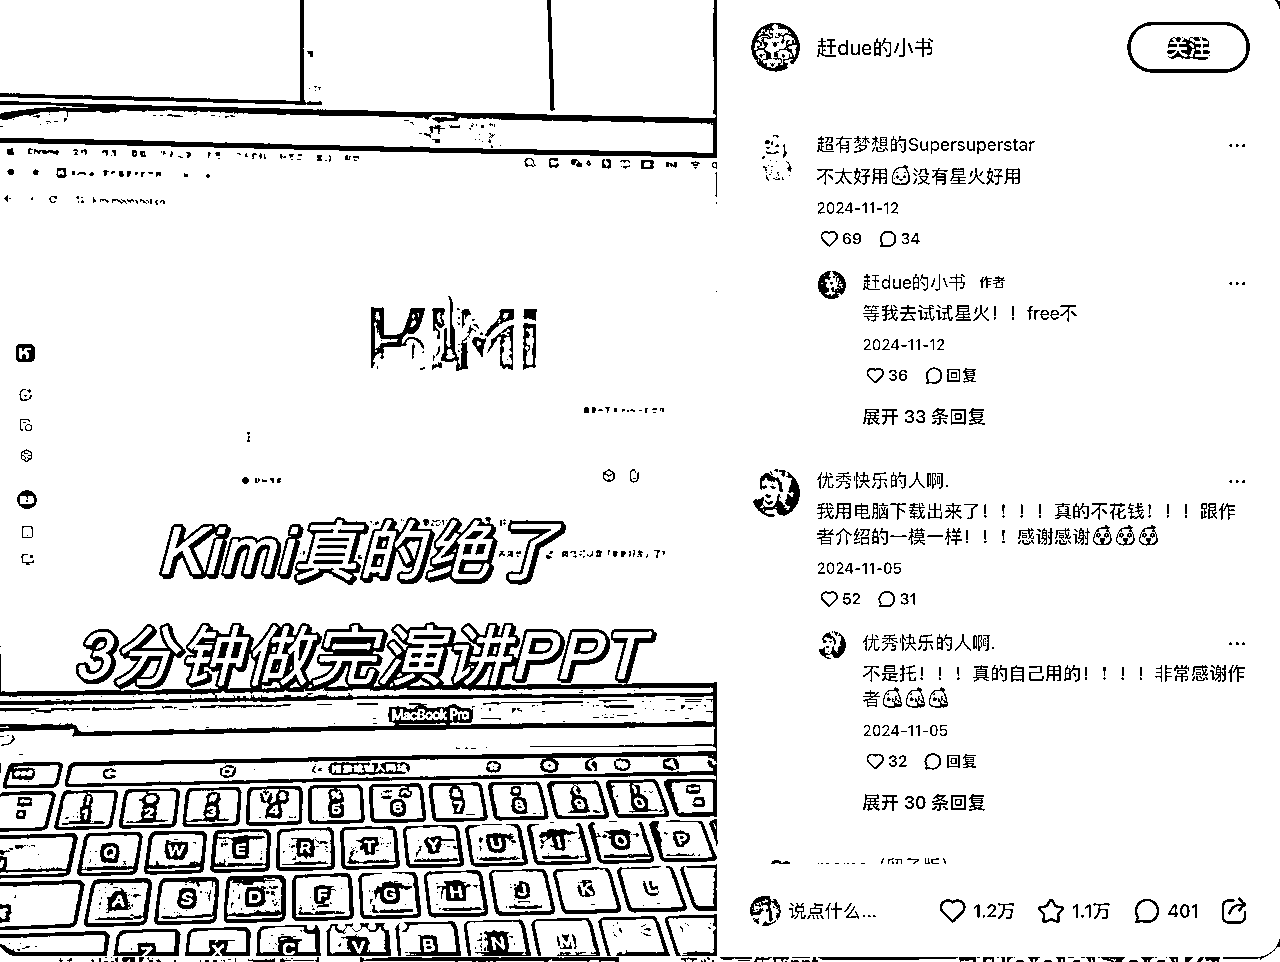 Chrome
KIMI
Kimi真的绝了
3分钟做完演讲PPT
MacBook Pro
Q W E R T Y U I O P
A S D F G H J K L
Z X C V B N M
赶due的小书
关注
超有梦想的Supersuperstar
不太好用没有星火好用
2024-11-12
69 34
赶due的小书 作者
等我去试试星火！！free不
2024-11-12
36 回复
展开 33 条回复
优秀快乐的人啊.
我用电脑下载出来了！！！！真的不花钱！！！跟作
者介绍的一模一样！！！感谢感谢
2024-11-05
52 31
优秀快乐的人啊.
不是托！！！真的自己用的！！！！非常感谢作
者
2024-11-05
32 回复
展开 30 条回复
说点什么...
1.2万 1.1万 401